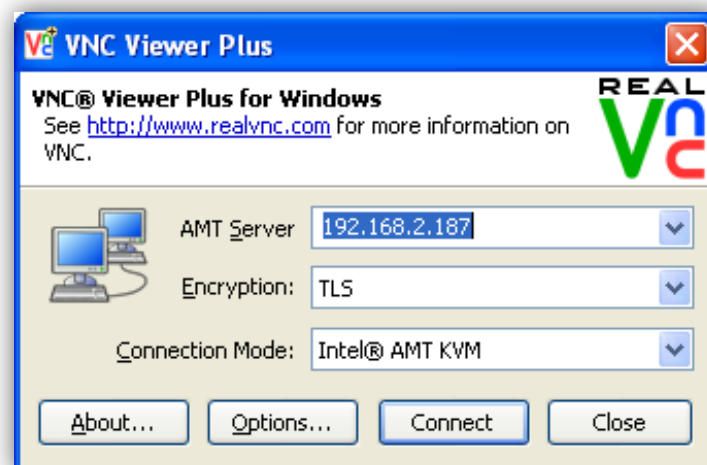 VNC Viewer Plus
VNC® Viewer Plus for Windows
See http://www.realvnc.com for more information on
VNC.
REAL
Vnc
AMT Server 192.168.2.187
Encryption: TLS
Connection Mode: Intel® AMT KVM
About... Options... Connect Close